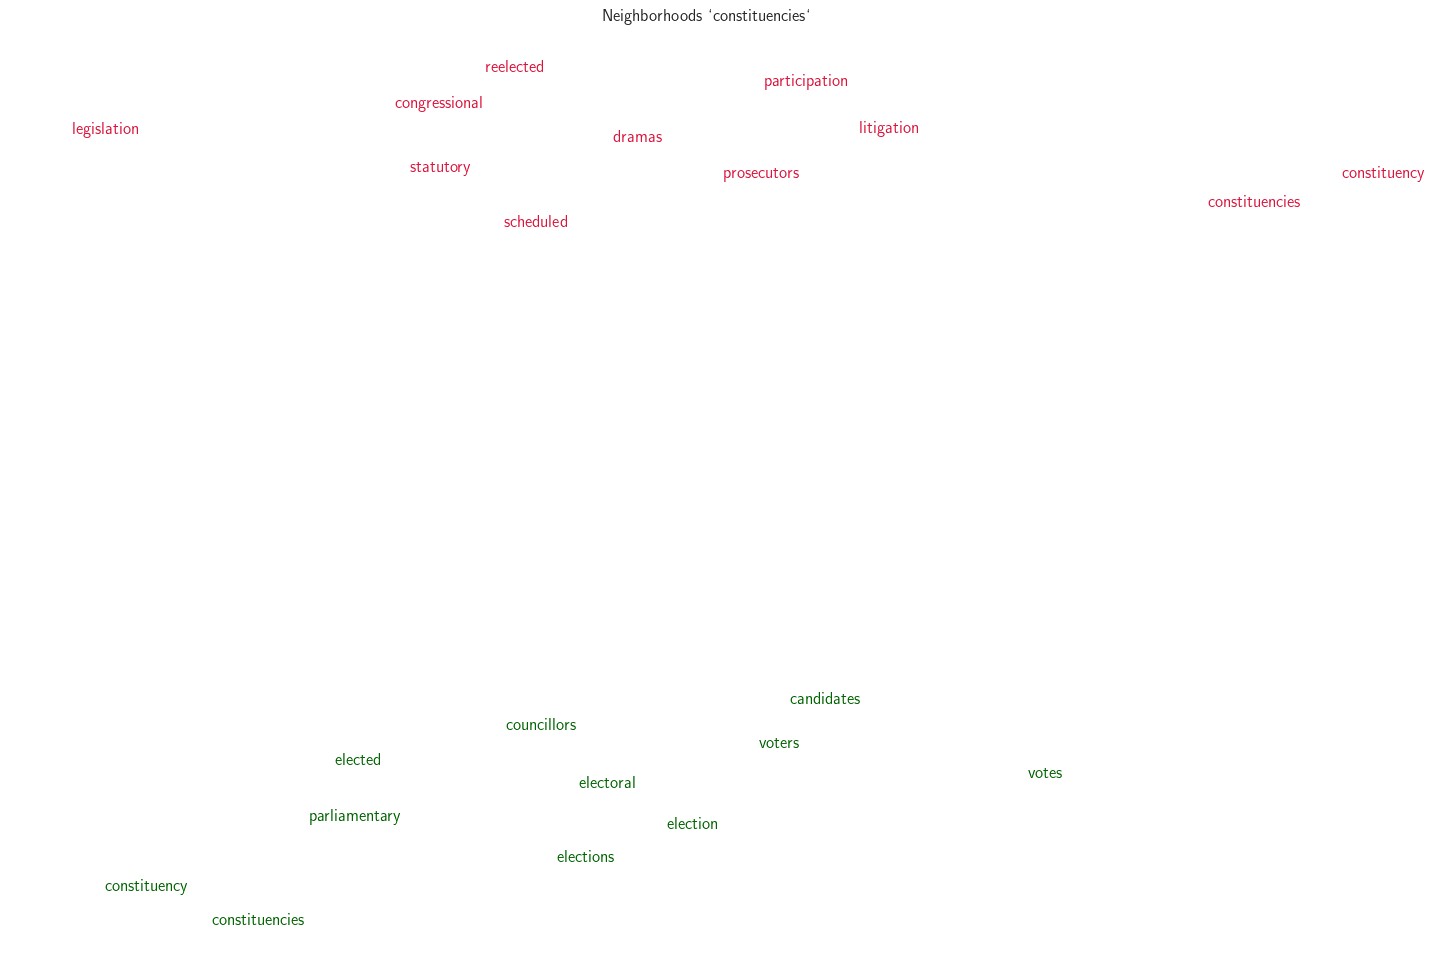 Neighborhoods ‘constituencies‘
reelected
participation
congressional
legislation
litigation
dramas
statutory
prosecutors
constituency
constituencies
scheduled
candidates
councillors
voters
elected
votes
electoral
parliamentary
election
elections
constituency
constituencies